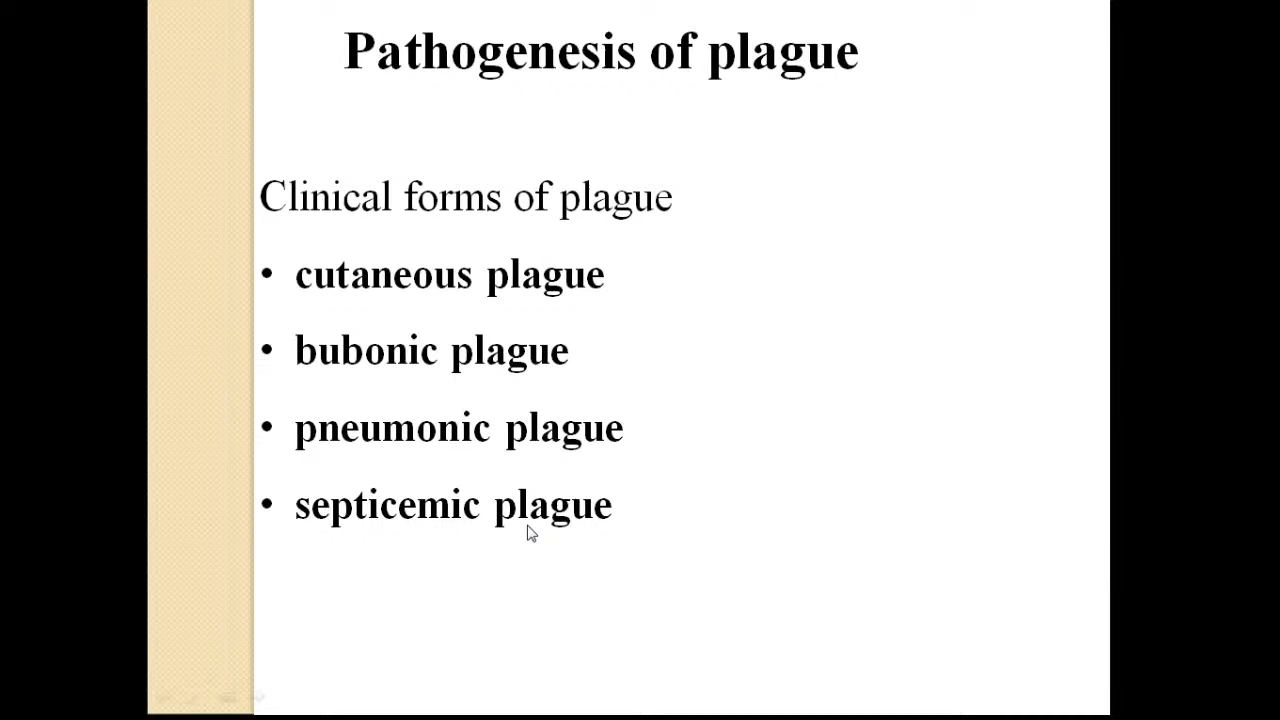 Pathogenesis of plague
Clinical forms of plague
• cutaneous plague
• bubonic plague
• pneumonic plague
• septicemic plague